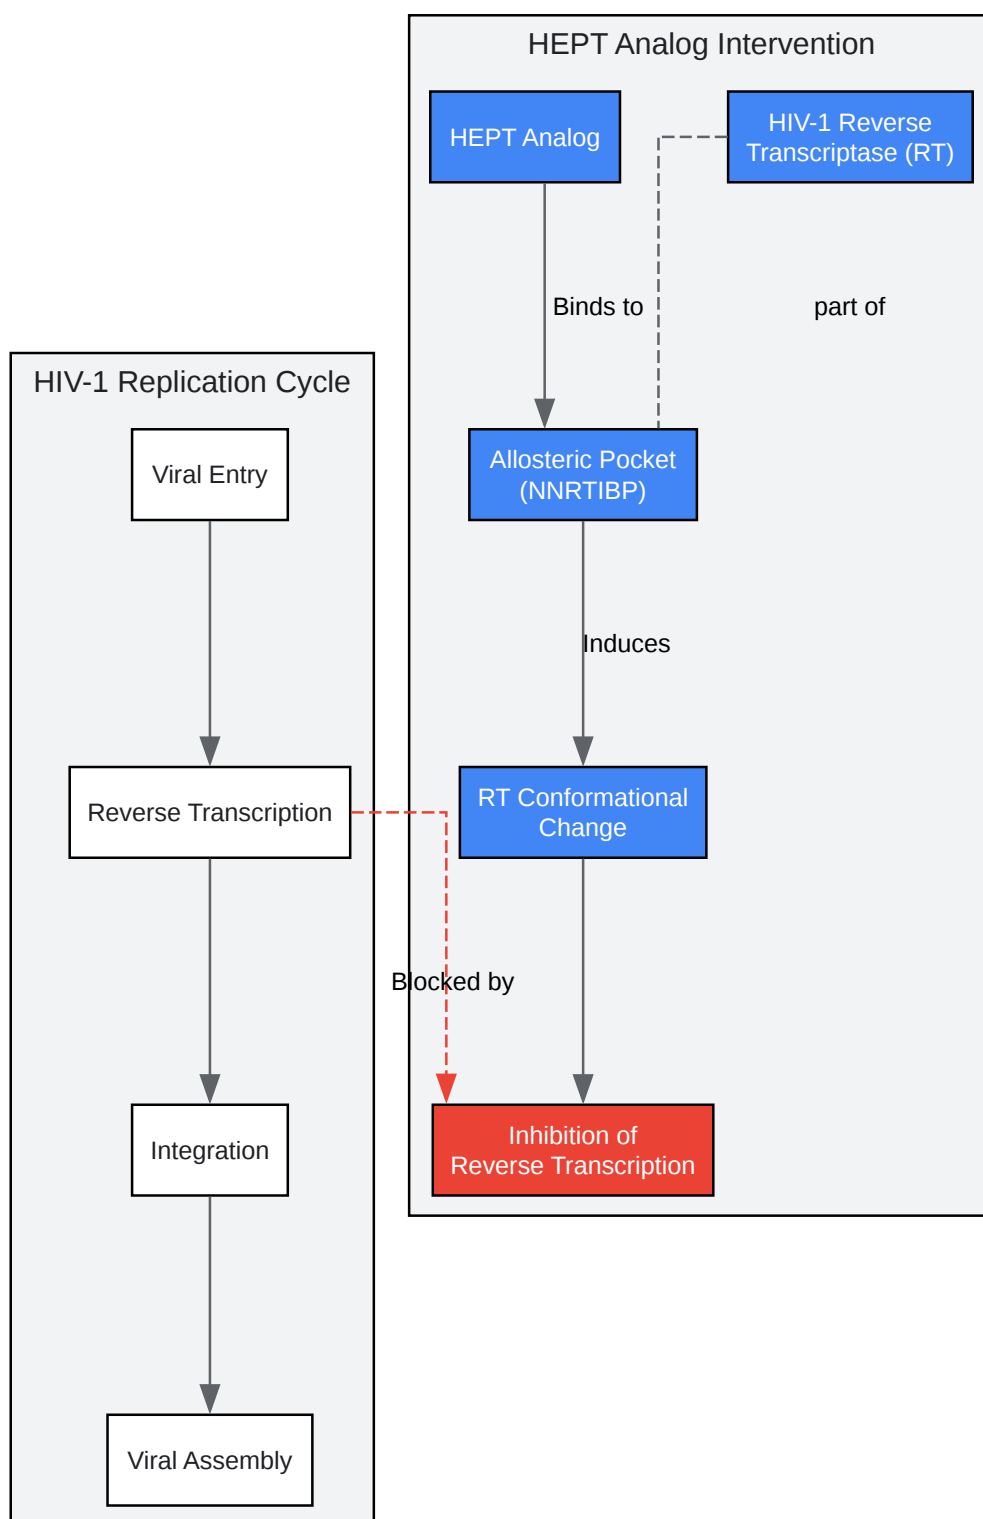 HEPT Analog Intervention
HEPT Analog
HIV-1 Reverse
Transcriptase (RT)
Binds to
part of
HIV-1 Replication Cycle
Viral Entry
Allosteric Pocket
(NNRTIBP)
Induces
Reverse Transcription
RT Conformational
Change
Blocked by
Integration
Inhibition of
Reverse Transcription
Viral Assembly